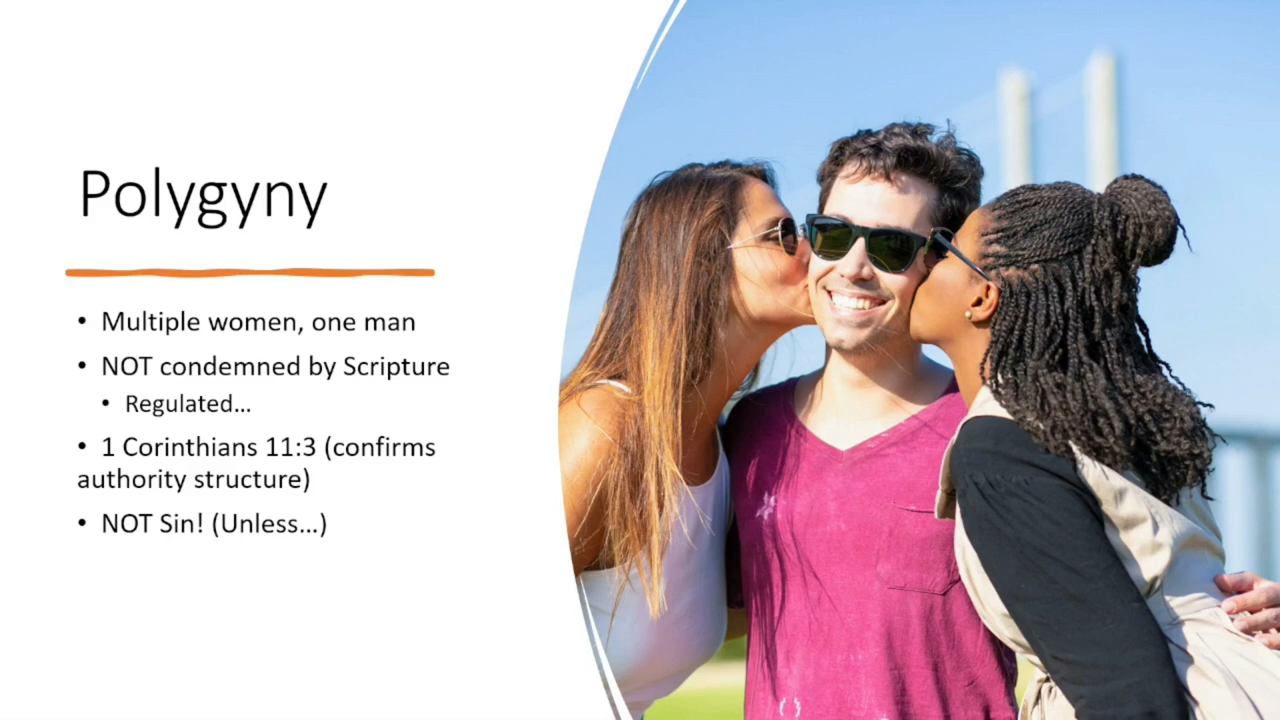 Polygyny
• Multiple women, one man
• NOT condemned by Scripture
• Regulated...
• 1 Corinthians 11:3 (confirms
authority structure)
• NOT Sin! (Unless...)